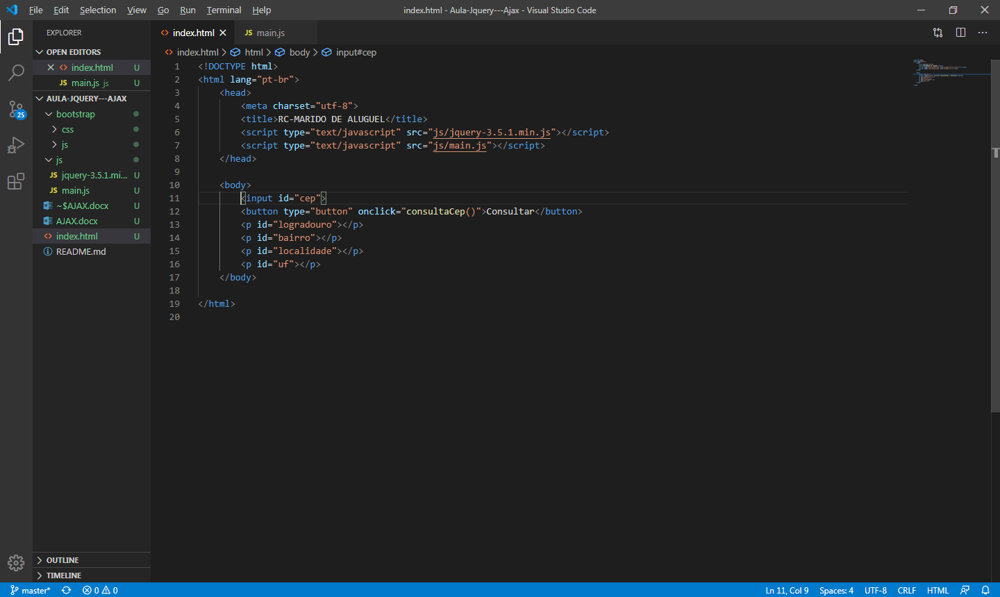 File Edit Selection View Go Run Terminal Help
index.html - Aula-Jquery---Ajax - Visual Studio Code
EXPLORER
OPEN EDITORS
index.html U
main.js js U
AULA-JQUERY---AJAX
bootstrap
css
js
js
JS jquery-3.5.1.mi... U
JS main.js U
~$AJAX.docx U
AJAX.docx U
index.html U
README.md
OUTLINE
TIMELINE
25
index.html
JS main.js
index.html > html > body > input#cep
1 <!DOCTYPE html>
2 <html lang="pt-br">
3 <head>
4 <meta charset="utf-8">
5 <title>RC-MARIDO DE ALUGUEL</title>
6 <script type="text/javascript" src="js/jquery-3.5.1.min.js"></script>
7 <script type="text/javascript" src="js/main.js"></script>
8 </head>
9
10 <body>
11 <input id="cep">
12 <button type="button" onclick="consultaCep()">Consultar</button>
13 <p id="logradouro"></p>
14 <p id="bairro"></p>
15 <p id="localidade"></p>
16 <p id="uf"></p>
17 </body>
18
19 </html>
20
master* 0 0 Ln 11, Col 9 Spaces: 4 UTF-8 CRLF HTML